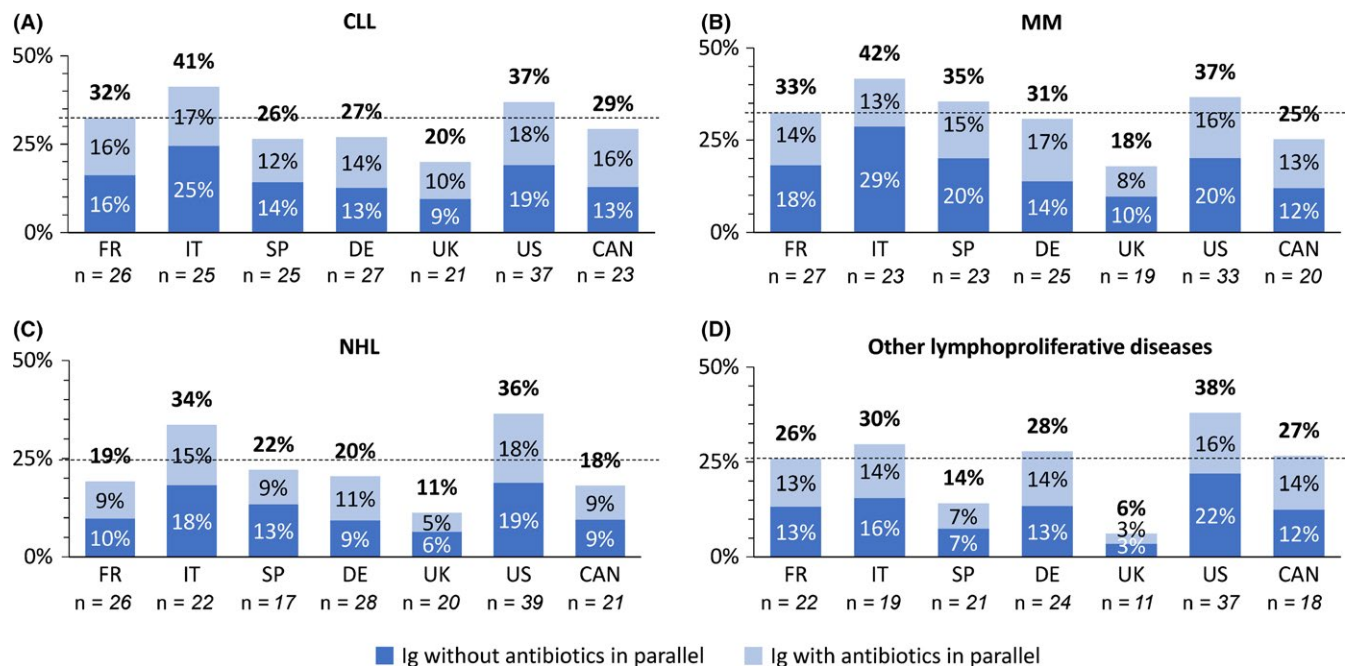 (A) CLL
50%
25%
0%
32% 41% 26% 27% 20% 37% 29%
16% 17% 12% 14% 10% 18% 16%
16% 25% 14% 13% 9% 19% 13%
FR IT SP DE UK US CAN
n = 26 n = 25 n = 25 n = 27 n = 21 n = 37 n = 23
(B) MM
50%
25%
0%
33% 42% 35% 31% 18% 37% 25%
14% 13% 15% 17% 8% 16% 13%
18% 29% 20% 14% 10% 20% 12%
FR IT SP DE UK US CAN
n = 27 n = 23 n = 23 n = 25 n = 19 n = 33 n = 20
(C) NHL
50%
25%
0%
19% 34% 22% 20% 11% 36% 18%
9% 15% 9% 11% 5% 18% 9%
10% 18% 13% 9% 6% 19% 9%
FR IT SP DE UK US CAN
n = 26 n = 22 n = 17 n = 28 n = 20 n = 39 n = 21
(D) Other lymphoproliferative diseases
50%
25%
0%
26% 30% 14% 28% 6% 38% 27%
13% 14% 7% 14% 3% 16% 14%
13% 16% 7% 13% 3% 22% 12%
FR IT SP DE UK US CAN
n = 22 n = 19 n = 21 n = 24 n = 11 n = 37 n = 18
Ig without antibiotics in parallel Ig with antibiotics in parallel